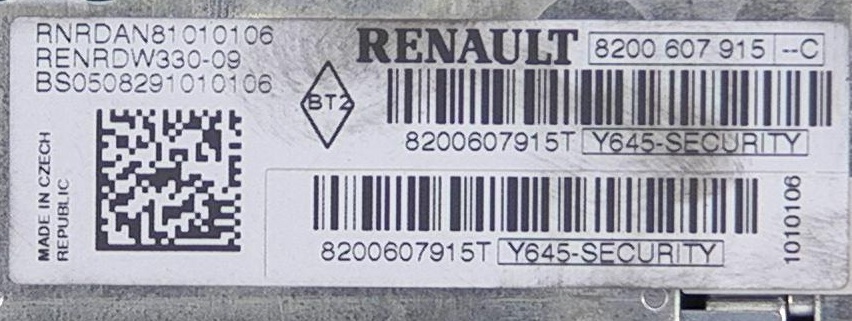 RNRDAN81010106
RENRDW330-09
BS0508291010106
RENAULT 8200 607 915 --C
BT2
8200607915T Y645-SECURITY
MADE IN CZECH
REPUBLIC
8200607915T Y645-SECURITY
1010106